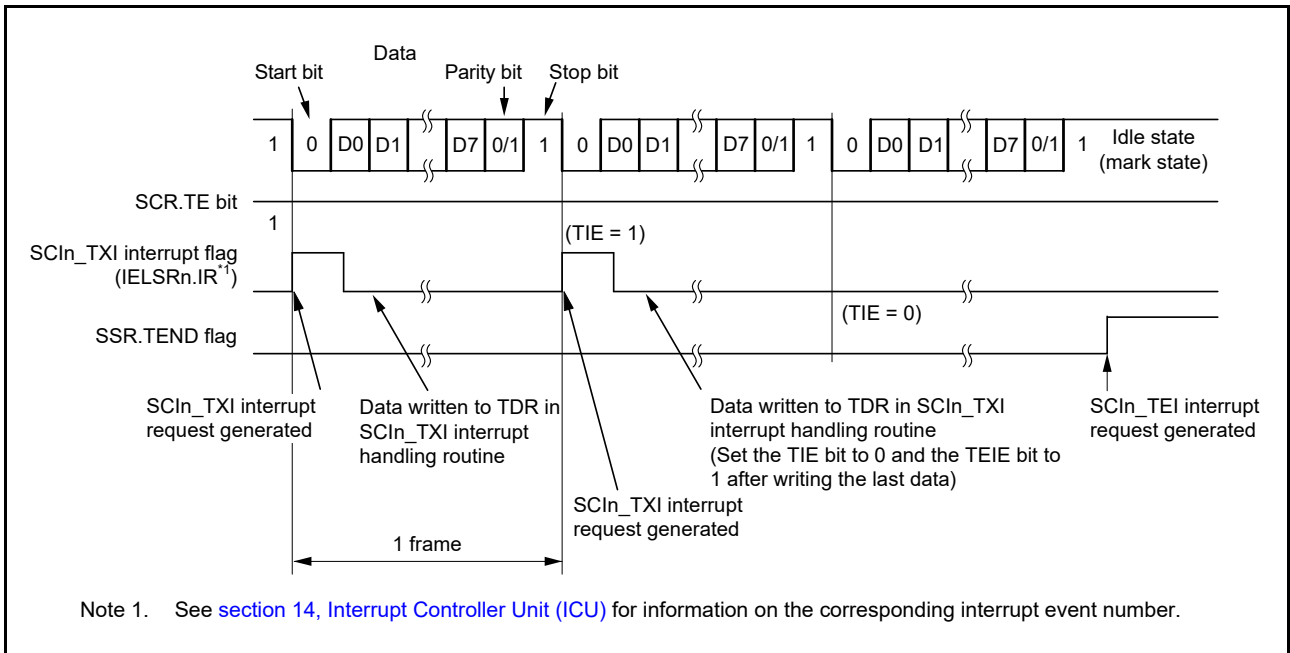 Data
Start bit
Parity bit
Stop bit
1 0 D0 D1 D7 0/1 1 0 D0 D1 D7 0/1 1 0 D0 D1 D7 0/1 1
Idle state
(mark state)
SCR.TE bit
1
(TIE = 1)
SCIn_TXI interrupt flag
(IELSRn.IR*1)
(TIE = 0)
SSR.TEND flag
SCIn_TXI interrupt
request generated
Data written to TDR in
SCIn_TXI interrupt
handling routine
Data written to TDR in SCIn_TXI
interrupt handling routine
(Set the TIE bit to 0 and the TEIE bit to
1 after writing the last data)
SCIn_TEI interrupt
request generated
SCIn_TXI interrupt
request generated
1 frame
Note 1. See section 14, Interrupt Controller Unit (ICU) for information on the corresponding interrupt event number.